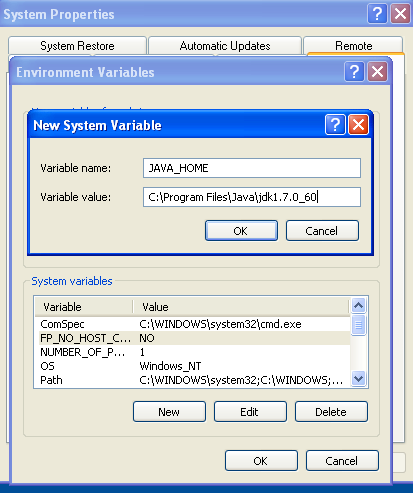 System Properties
System Restore
Automatic Updates
Remote
Environment Variables
New System Variable
Variable name:
JAVA_HOME
Variable value:
C:\Program Files\Java\jdk1.7.0_60
OK
Cancel
System variables
Variable Value
ComSpec C:\WINDOWS\system32\cmd.exe
FP_NO_HOST_C... NO
NUMBER_OF_P... 1
OS Windows_NT
Path C:\WINDOWS\system32;C:\WINDOWS;...
New
Edit
Delete
OK
Cancel